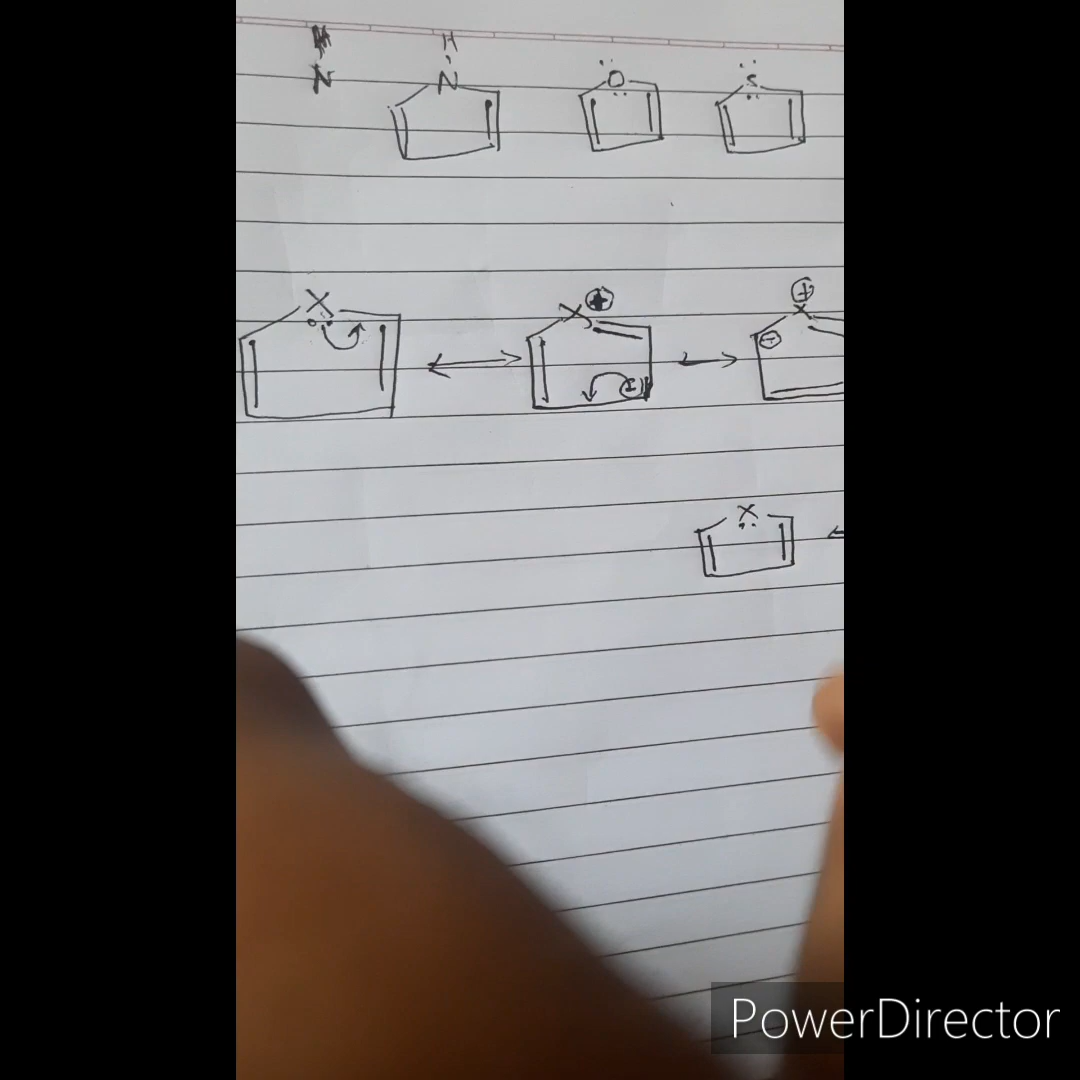 H
N N O S
X X + X +
- -
X
PowerDirector